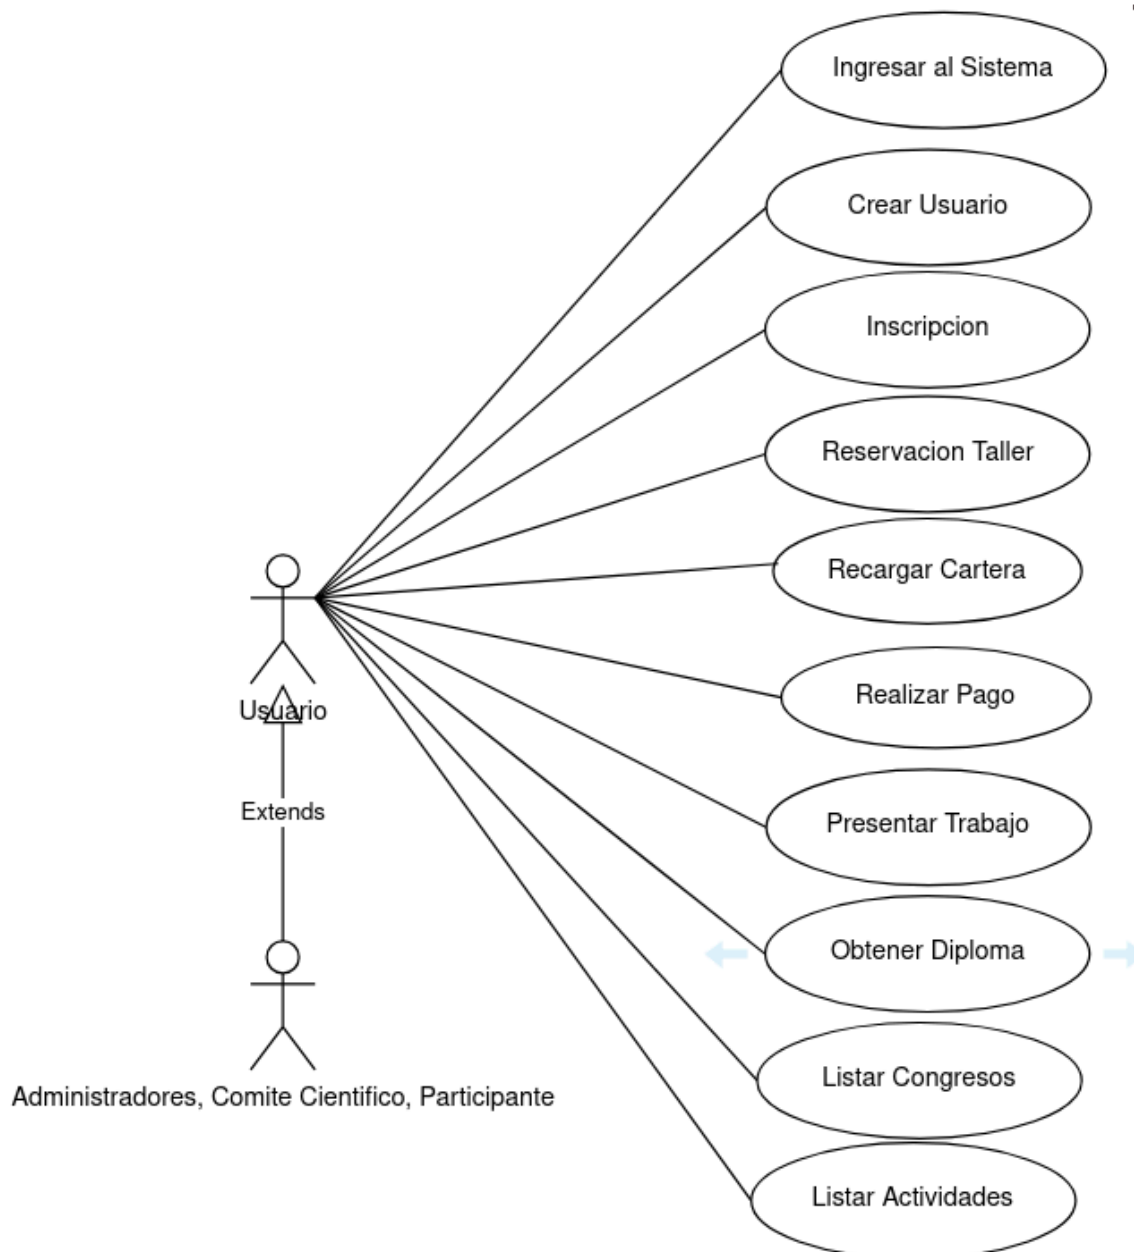 Ingresar al Sistema
Crear Usuario
Inscripcion
Reservacion Taller
Recargar Cartera
Realizar Pago
Usuario
Presentar Trabajo
Extends
Obtener Diploma
Listar Congresos
Administradores, Comite Cientifico, Participante
Listar Actividades